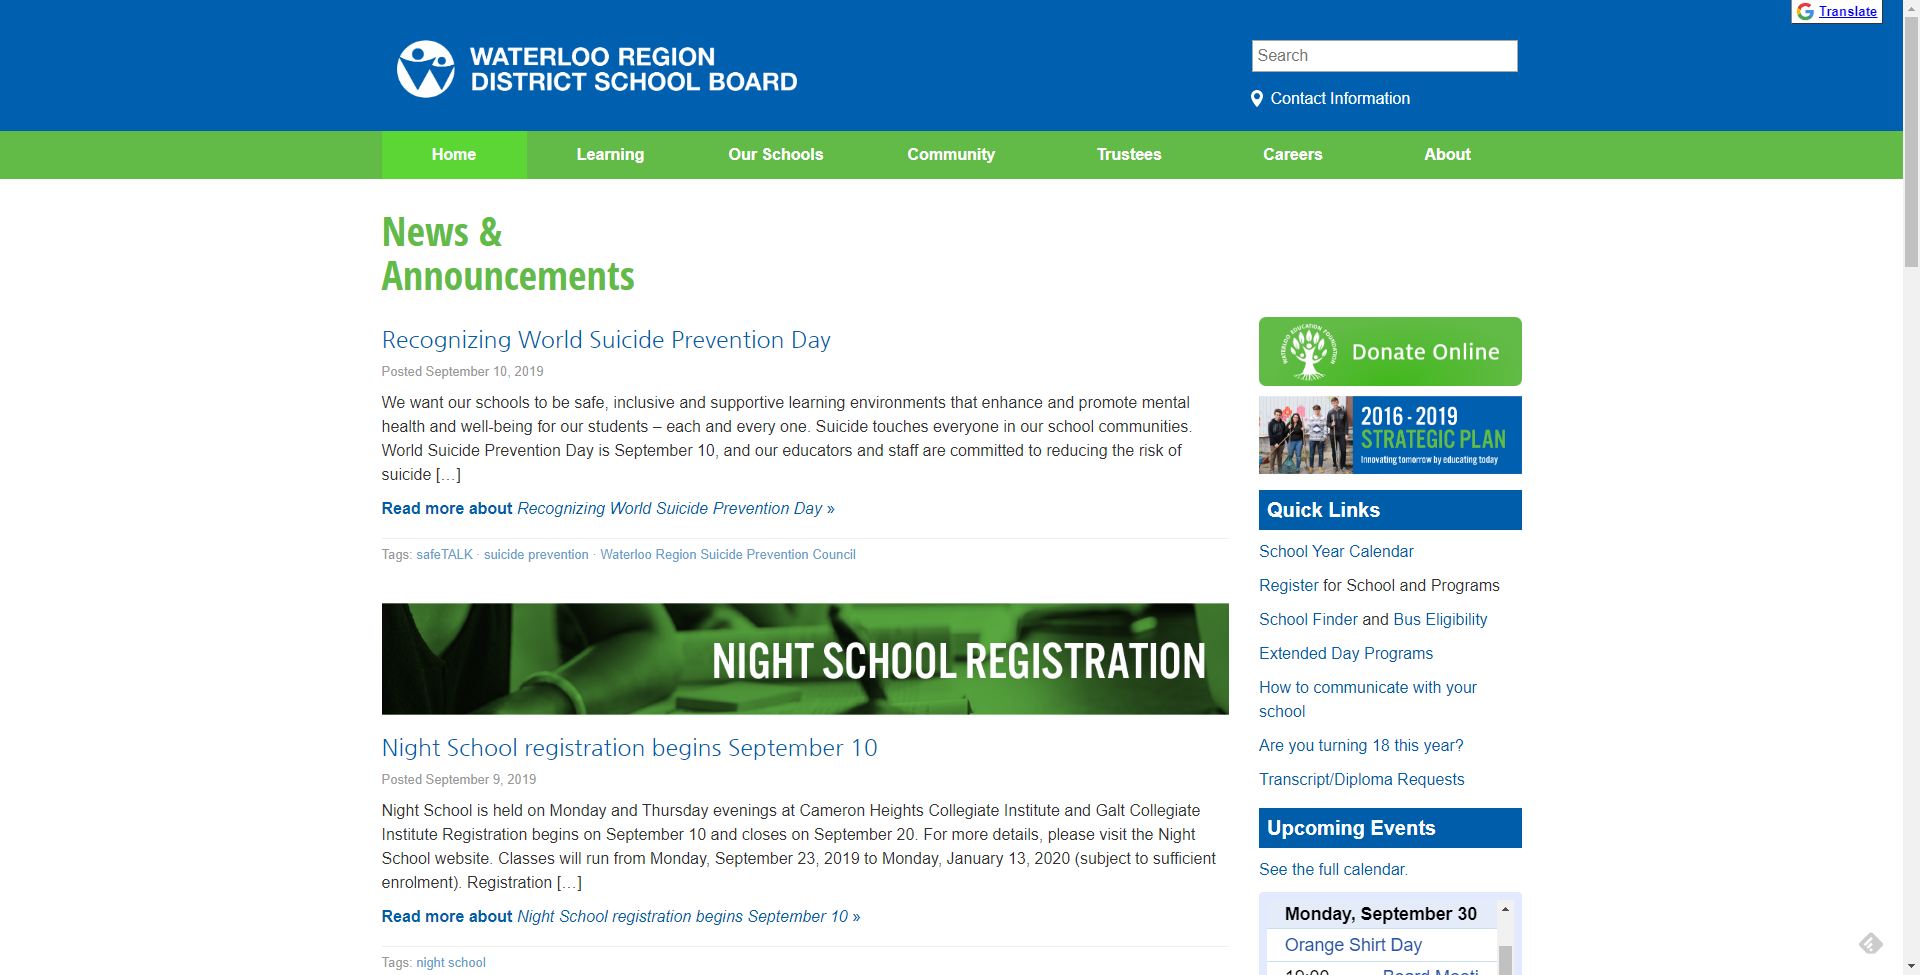 Translate
WATERLOO REGION
DISTRICT SCHOOL BOARD
Search
Contact Information
Home
Learning
Our Schools
Community
Trustees
Careers
About
News &
Announcements
Recognizing World Suicide Prevention Day
Posted September 10, 2019
We want our schools to be safe, inclusive and supportive learning environments that enhance and promote mental
health and well-being for our students – each and every one. Suicide touches everyone in our school communities.
World Suicide Prevention Day is September 10, and our educators and staff are committed to reducing the risk of
suicide […]
Read more about Recognizing World Suicide Prevention Day »
Tags: safeTALK · suicide prevention · Waterloo Region Suicide Prevention Council
NIGHT SCHOOL REGISTRATION
Night School registration begins September 10
Posted September 9, 2019
Night School is held on Monday and Thursday evenings at Cameron Heights Collegiate Institute and Galt Collegiate
Institute Registration begins on September 10 and closes on September 20. For more details, please visit the Night
School website. Classes will run from Monday, September 23, 2019 to Monday, January 13, 2020 (subject to sufficient
enrolment). Registration […]
Read more about Night School registration begins September 10 »
Tags: night school
WATERLOO EDUCATION FOUNDATION
Donate Online
2016 - 2019
STRATEGIC PLAN
Innovating tomorrow by educating today
Quick Links
School Year Calendar
Register for School and Programs
School Finder and Bus Eligibility
Extended Day Programs
How to communicate with your
school
Are you turning 18 this year?
Transcript/Diploma Requests
Upcoming Events
See the full calendar.
Monday, September 30
Orange Shirt Day
19:00 Board Meeti